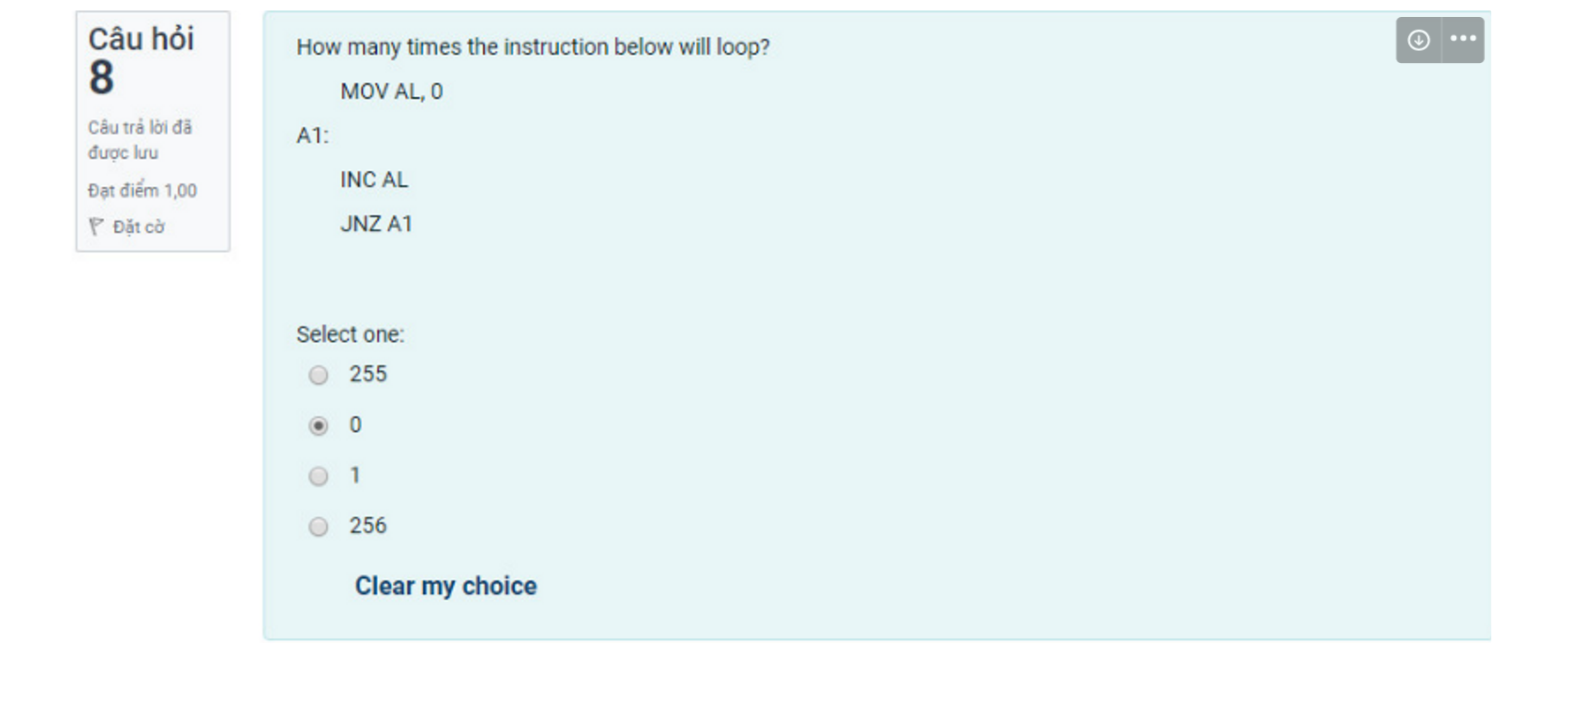 Câu hỏi
8
Câu trả lời đã
được lưu
Đạt điểm 1,00
Đặt cờ
How many times the instruction below will loop?
MOV AL, 0
A1:
INC AL
JNZ A1
Select one:
255
0
1
256
Clear my choice